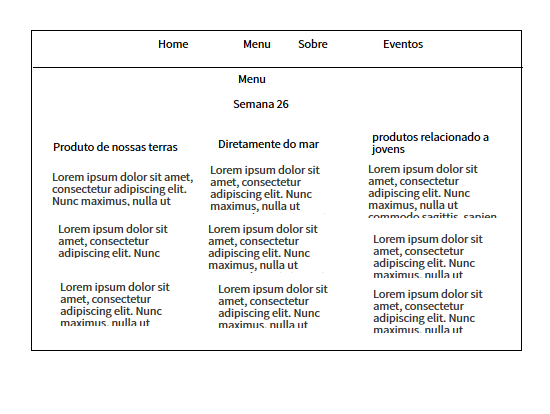 Home Menu Sobre Eventos
Menu
Semana 26
Produto de nossas terras
Lorem ipsum dolor sit amet,
consectetur adipiscing elit.
Nunc maximus, nulla ut
Lorem ipsum dolor sit
amet, consectetur
adipiscing elit. Nunc
Lorem ipsum dolor sit
amet, consectetur
adipiscing elit. Nunc
maximus, nulla ut
Diretamente do mar
Lorem ipsum dolor sit
amet, consectetur
adipiscing elit. Nunc
maximus, nulla ut
Lorem ipsum dolor sit
amet, consectetur
adipiscing elit. Nunc
maximus, nulla ut
Lorem ipsum dolor sit
amet, consectetur
adipiscing elit. Nunc
maximus, nulla ut
produtos relacionado a
jovens
Lorem ipsum dolor sit
amet, consectetur
adipiscing elit. Nunc
maximus, nulla ut
commodo sagittis, sapien
Lorem ipsum dolor sit
amet, consectetur
adipiscing elit. Nunc
maximus, nulla ut
Lorem ipsum dolor sit
amet, consectetur
adipiscing elit. Nunc
maximus, nulla ut